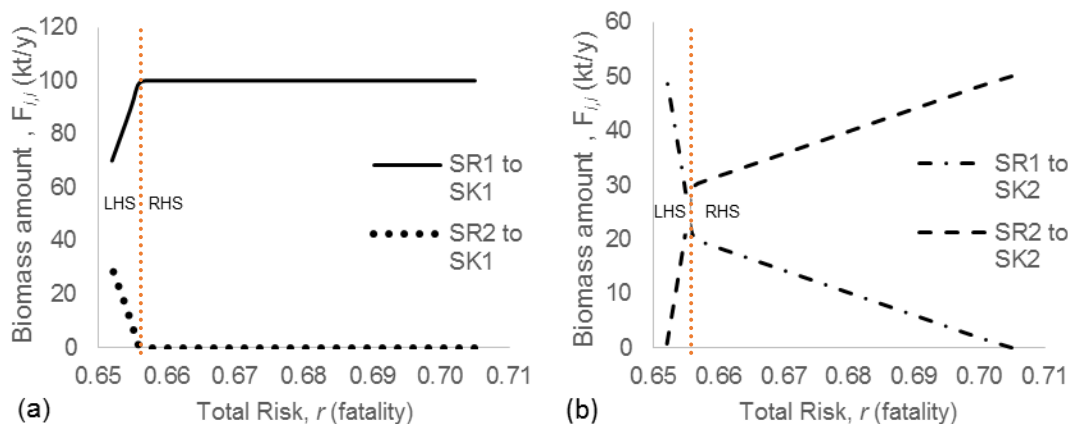 Biomass amount , Fi,j (kt/y)
120
100
80
60
40
20
0
LHS RHS
SR1 to
SK1
SR2 to
SK1
0.65 0.66 0.67 0.68 0.69 0.70 0.71
(a) Total Risk, r (fatality)
Biomass amount , Fi,j (kt/y)
60
50
40
30
20
10
0
LHS RHS
SR1 to
SK2
SR2 to
SK2
0.65 0.66 0.67 0.68 0.69 0.70 0.71
(b) Total Risk, r (fatality)